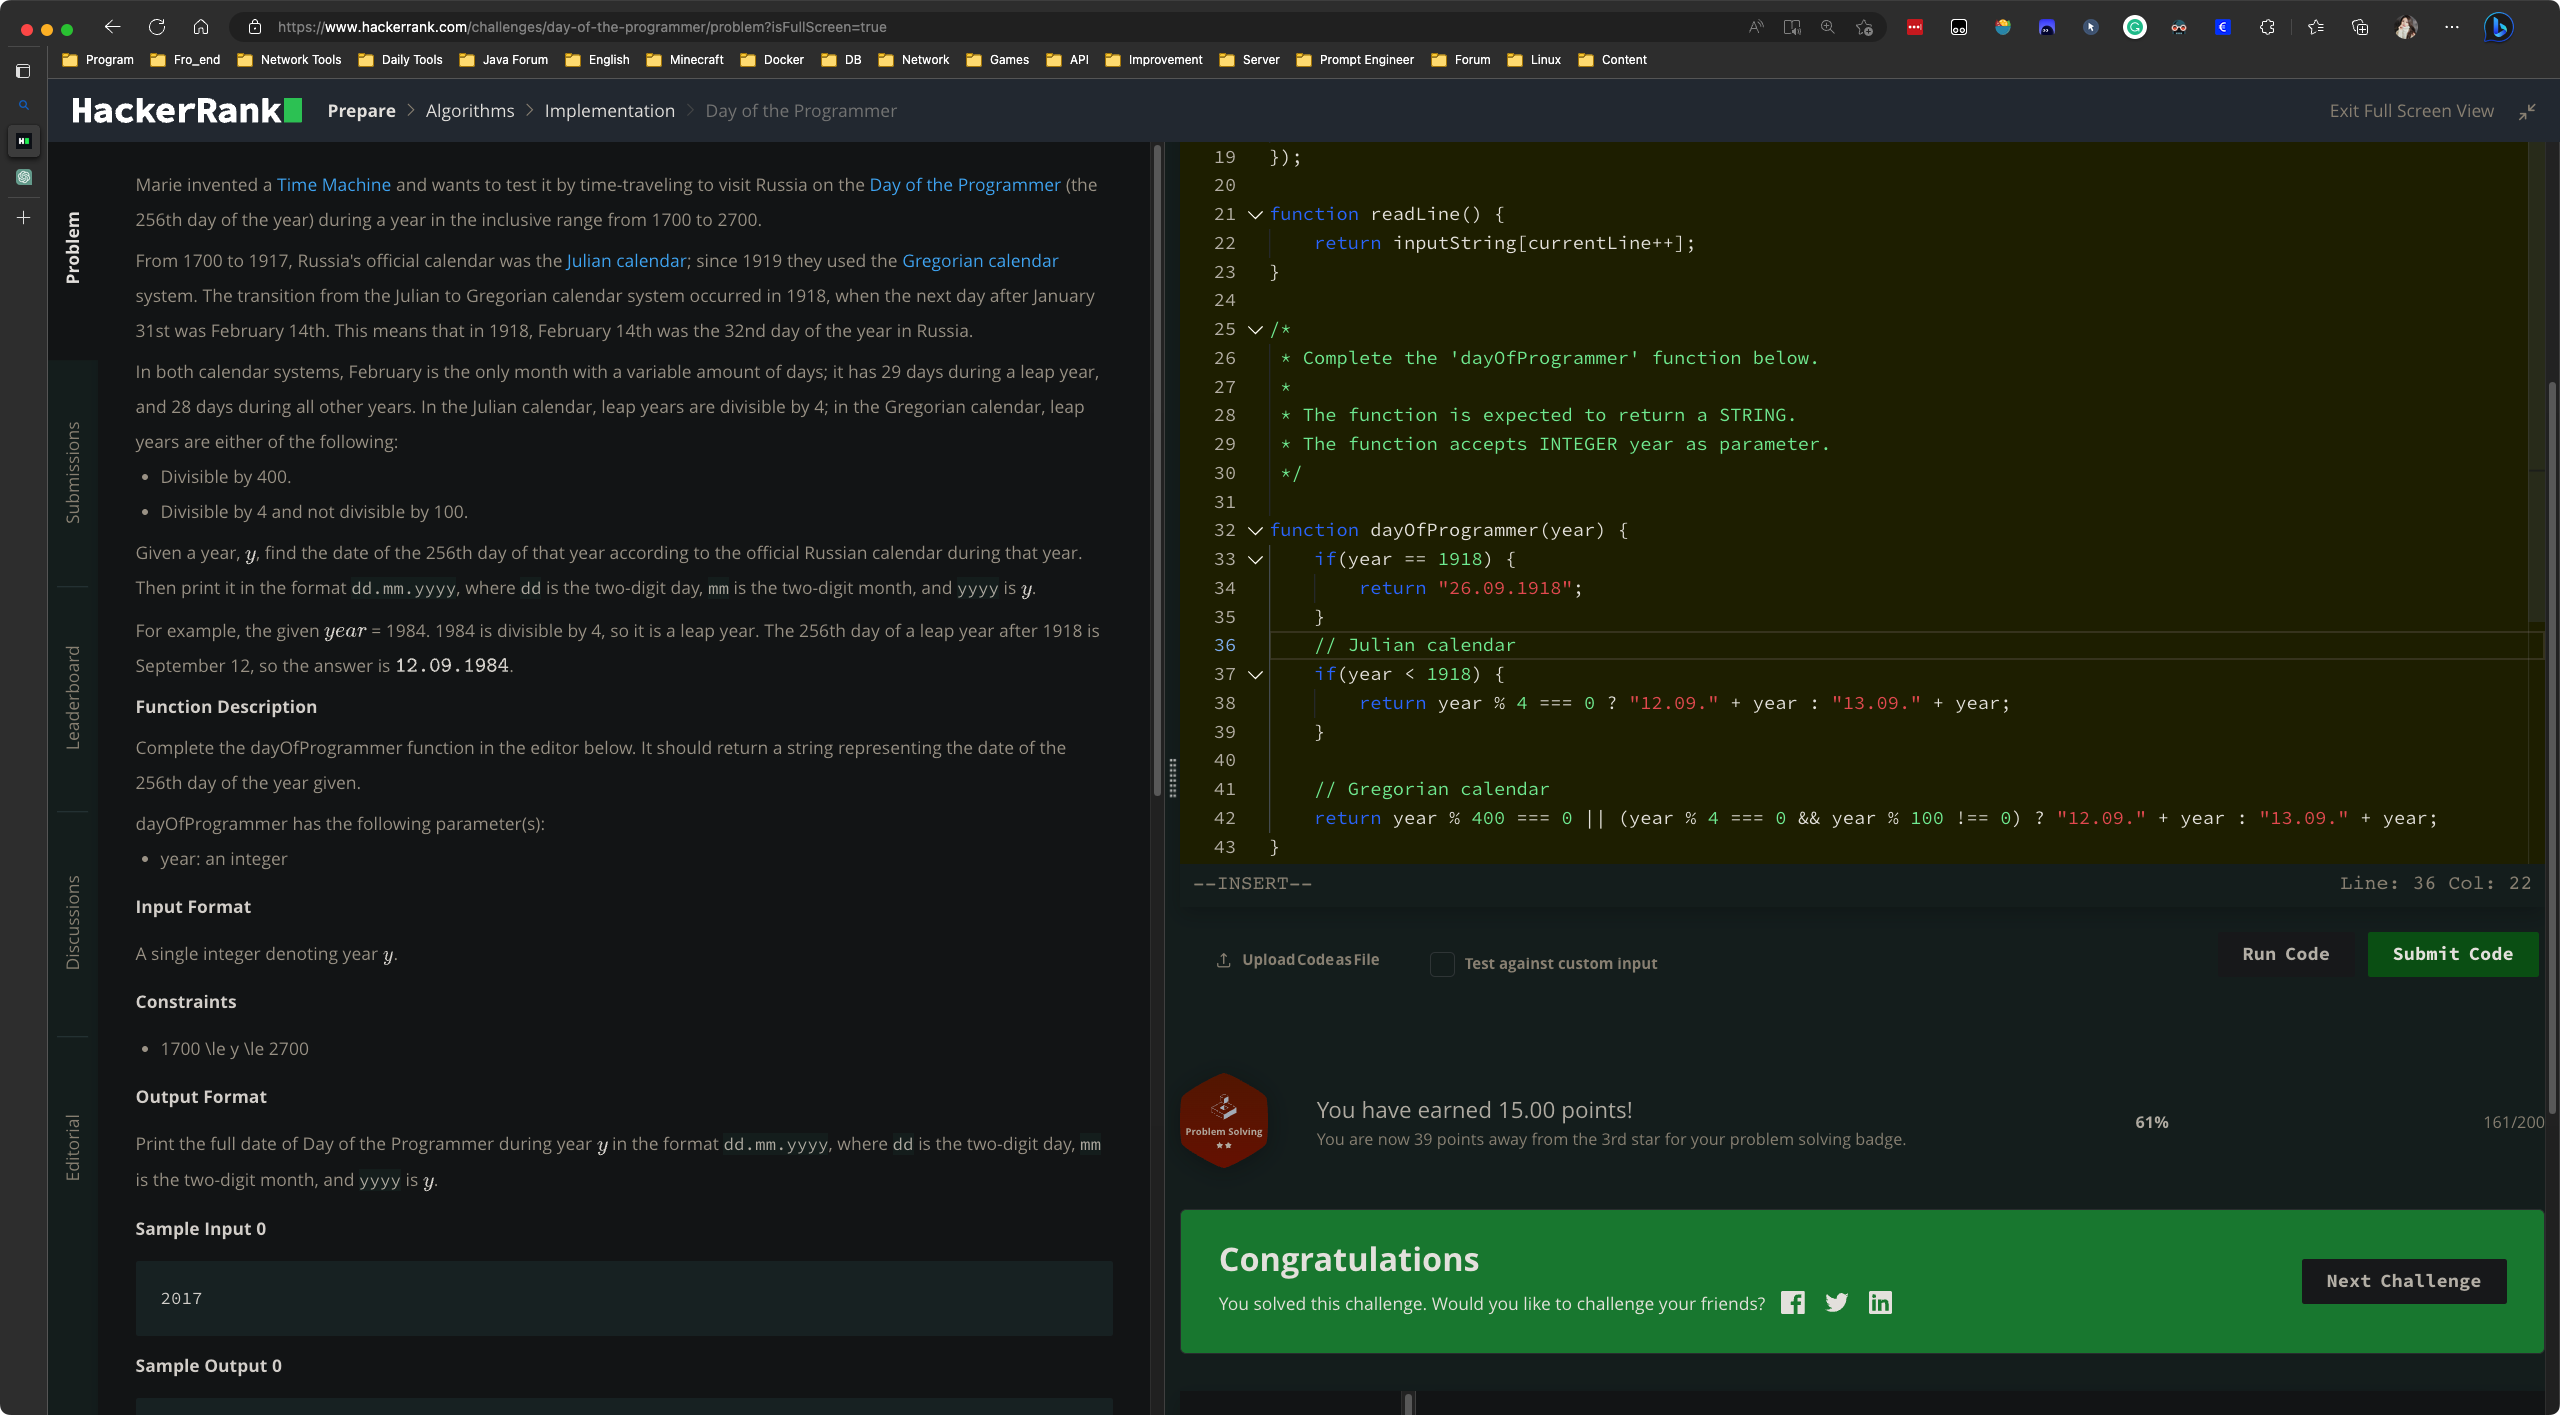 https://www.hackerrank.com/challenges/day-of-the-programmer/problem?isFullScreen=true
Program Fro_end Network Tools Daily Tools Java Forum English Minecraft Docker DB Network Games API Improvement Server Prompt Engineer Forum Linux Content
HackerRank Prepare > Algorithms > Implementation > Day of the Programmer
Exit Full Screen View
Problem
Submissions
Leaderboard
Discussions
Editorial
Marie invented a Time Machine and wants to test it by time-traveling to visit Russia on the Day of the Programmer (the
256th day of the year) during a year in the inclusive range from 1700 to 2700.
From 1700 to 1917, Russia's official calendar was the Julian calendar; since 1919 they used the Gregorian calendar
system. The transition from the Julian to Gregorian calendar system occurred in 1918, when the next day after January
31st was February 14th. This means that in 1918, February 14th was the 32nd day of the year in Russia.
In both calendar systems, February is the only month with a variable amount of days; it has 29 days during a leap year,
and 28 days during all other years. In the Julian calendar, leap years are divisible by 4; in the Gregorian calendar, leap
years are either of the following:
• Divisible by 400.
• Divisible by 4 and not divisible by 100.
Given a year, y, find the date of the 256th day of that year according to the official Russian calendar during that year.
Then print it in the format dd.mm.yyyy, where dd is the two-digit day, mm is the two-digit month, and yyyy is y.
For example, the given year = 1984. 1984 is divisible by 4, so it is a leap year. The 256th day of a leap year after 1918 is
September 12, so the answer is 12.09.1984.
Function Description
Complete the dayOfProgrammer function in the editor below. It should return a string representing the date of the
256th day of the year given.
dayOfProgrammer has the following parameter(s):
• year: an integer
Input Format
A single integer denoting year y.
Constraints
• 1700 \le y \le 2700
Output Format
Print the full date of Day of the Programmer during year y in the format dd.mm.yyyy, where dd is the two-digit day, mm
is the two-digit month, and yyyy is y.
Sample Input 0
2017
Sample Output 0
19 });
20
21 function readLine() {
22 return inputString[currentLine++];
23 }
24
25 /*
26 * Complete the 'dayOfProgrammer' function below.
27 *
28 * The function is expected to return a STRING.
29 * The function accepts INTEGER year as parameter.
30 */
31
32 function dayOfProgrammer(year) {
33 if(year == 1918) {
34 return "26.09.1918";
35 }
36 // Julian calendar
37 if(year < 1918) {
38 return year % 4 === 0 ? "12.09." + year : "13.09." + year;
39 }
40
41 // Gregorian calendar
42 return year % 400 === 0 || (year % 4 === 0 && year % 100 !== 0) ? "12.09." + year : "13.09." + year;
43 }
--INSERT--
Line: 36 Col: 22
Upload Code as File
Test against custom input
Run Code
Submit Code
Problem Solving
You have earned 15.00 points!
You are now 39 points away from the 3rd star for your problem solving badge.
61%
161/200
Congratulations
You solved this challenge. Would you like to challenge your friends?
Next Challenge